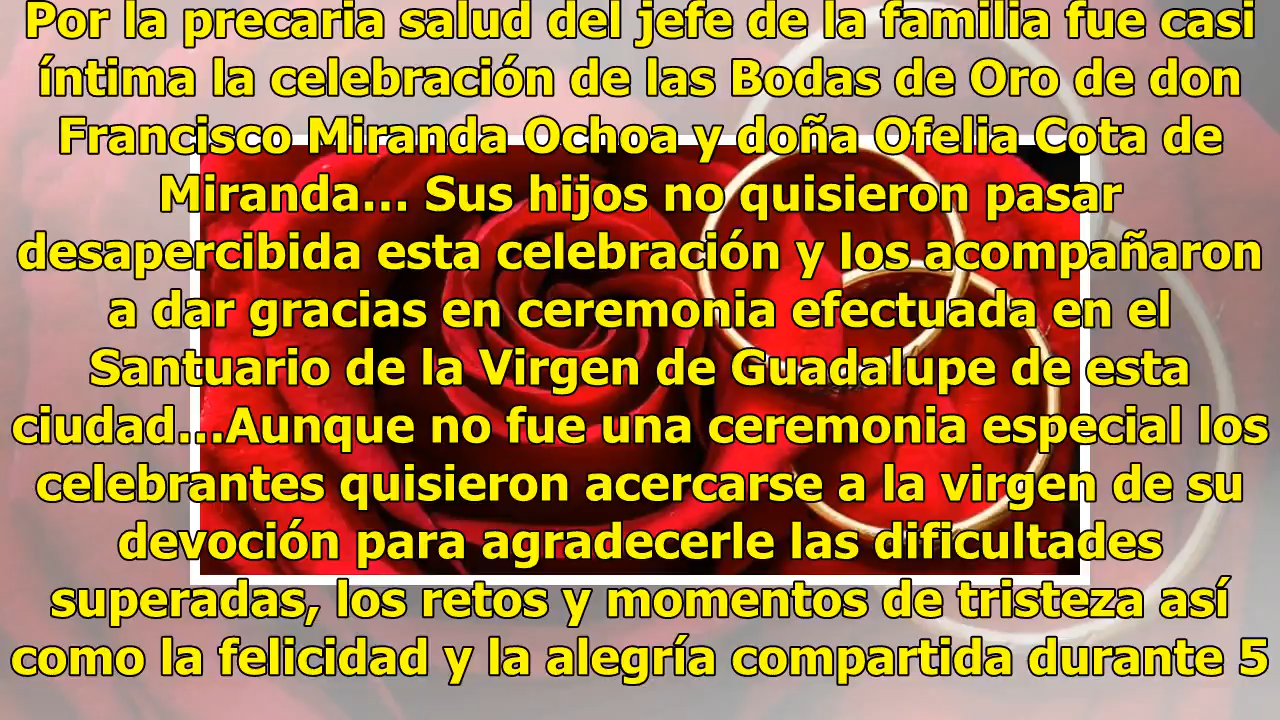 Por la precaria salud del jefe de la familia fue casi
íntima la celebración de las Bodas de Oro de don
Francisco Miranda Ochoa y doña Ofelia Cota de
Miranda... Sus hijos no quisieron pasar
desapercibida esta celebración y los acompañaron
a dar gracias en ceremonia efectuada en el
Santuario de la Virgen de Guadalupe de esta
ciudad...Aunque no fue una ceremonia especial los
celebrantes quisieron acercarse a la virgen de su
devoción para agradecerle las dificultades
superadas, los retos y momentos de tristeza así
como la felicidad y la alegría compartida durante 5